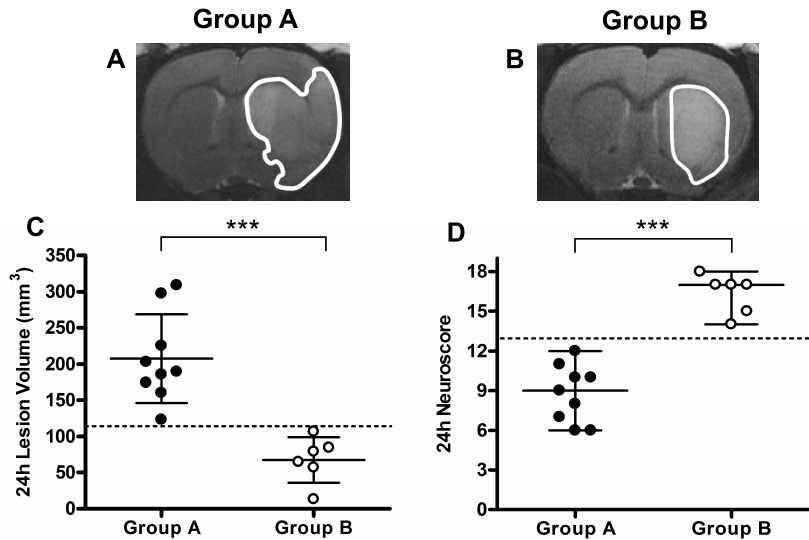 Group A
Group B
A
B
C
***
24h Lesion Volume (mm³)
350
300
250
200
150
100
50
0
Group A
Group B
D
***
24h Neuroscore
18
15
12
9
6
3
0
Group A
Group B